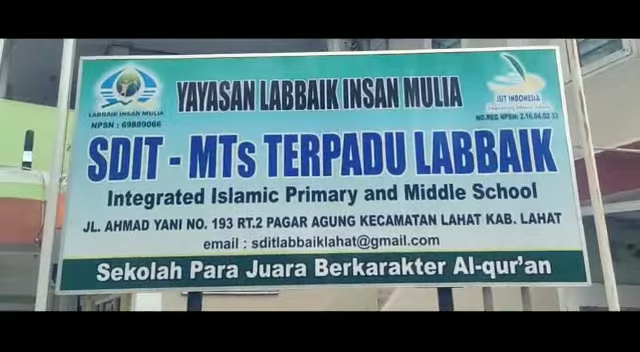 YAYASAN LABBAIK INSAN MULIA
LABBAIK
INSAN MULIA
NPSN : 69889066
JSIT INDONESIA
NO.REG NPSN: 2.16.04.02
SDIT - MTs TERPADU LABBAIK
Integrated Islamic Primary and Middle School
JL. AHMAD YANI NO. 193 RT.2 PAGAR AGUNG KECAMATAN LAHAT KAB. LAHAT
email : sditlabbaiklahat@gmail.com
Sekolah Para Juara Berkarakter Al-qur'an